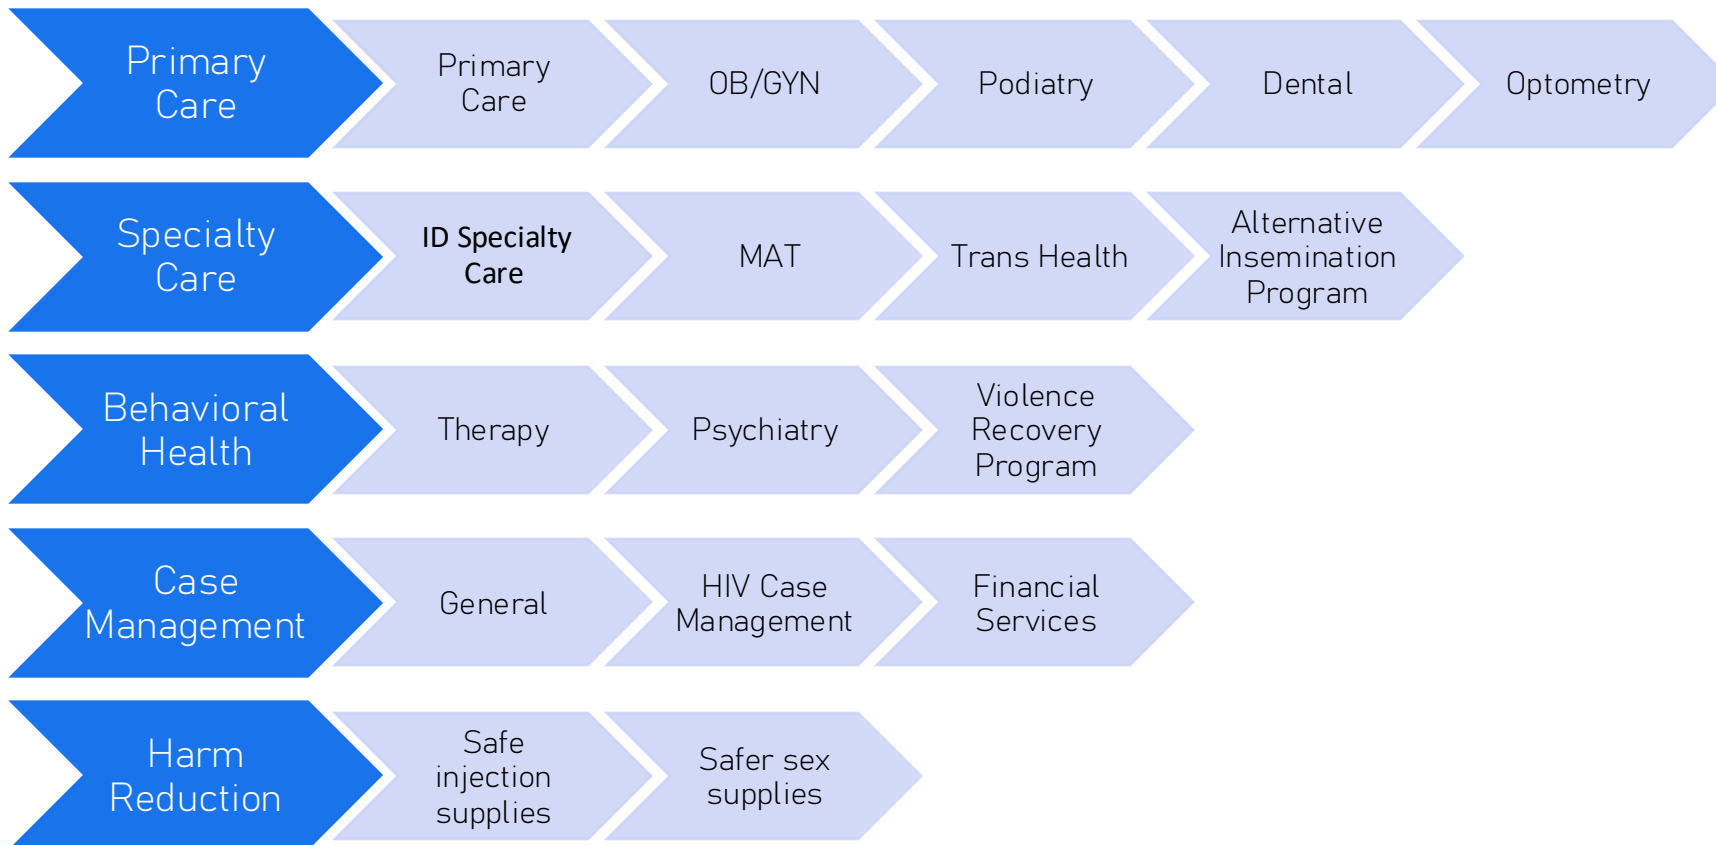 Primary
Care
Primary
Care
OB/GYN
Podiatry
Dental
Optometry
Specialty
Care
ID Specialty
Care
MAT
Trans Health
Alternative
Insemination
Program
Behavioral
Health
Therapy
Psychiatry
Violence
Recovery
Program
Case
Management
General
HIV Case
Management
Financial
Services
Harm
Reduction
Safe
injection
supplies
Safer sex
supplies